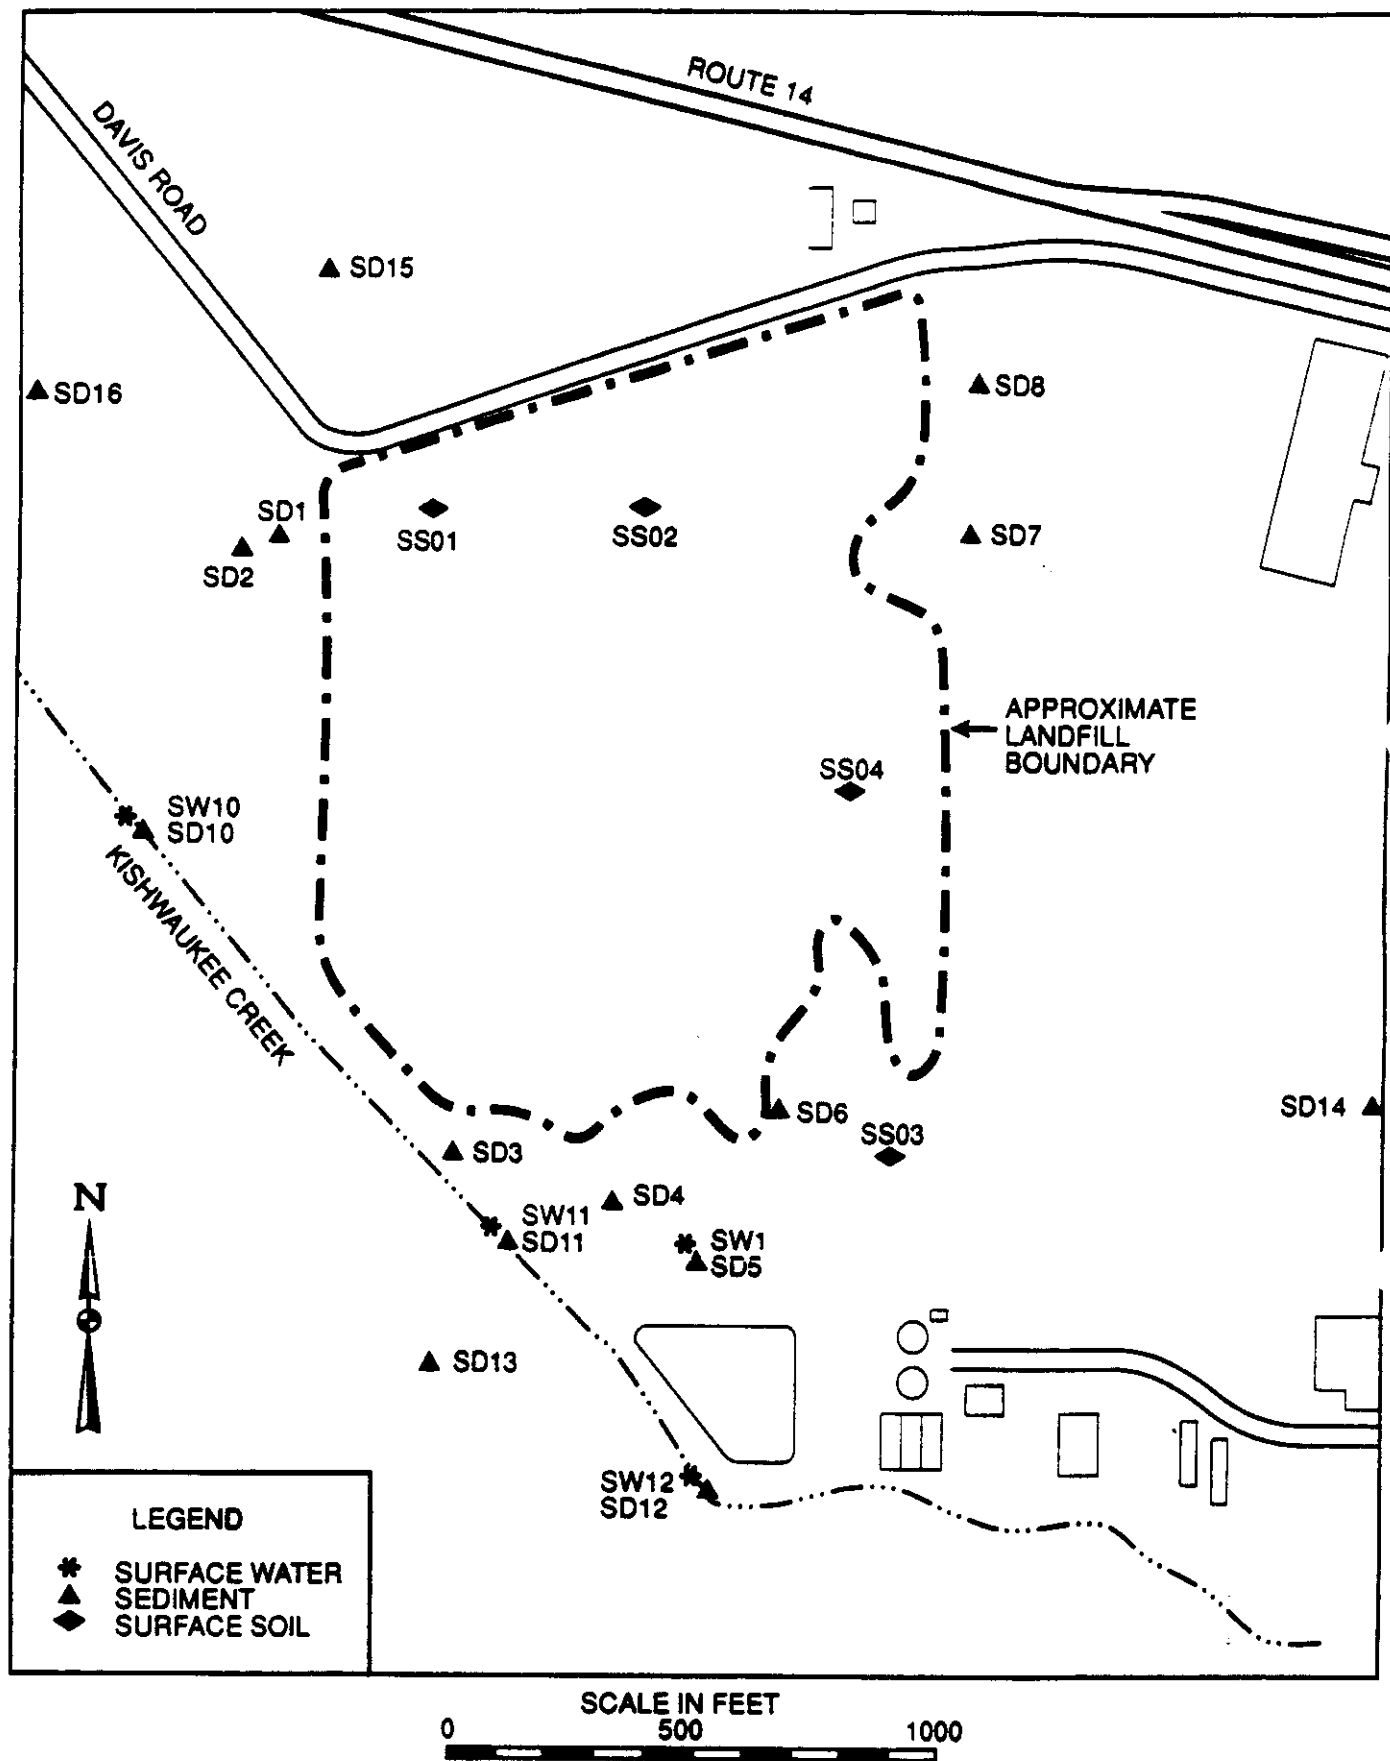 ROUTE 14
DAVIS ROAD
SD15
SD16
SD8
SD1
SS01
SS02
SD7
SD2
APPROXIMATE
LANDFILL
BOUNDARY
SS04
SW10
SD10
KISHWAUKEE CREEK
SD6
SD14
SS03
SD3
N
SD4
SW11
SD11
SW1
SD5
SD13
SW12
SD12
LEGEND
SURFACE WATER
SEDIMENT
SURFACE SOIL
SCALE IN FEET
0 500 1000